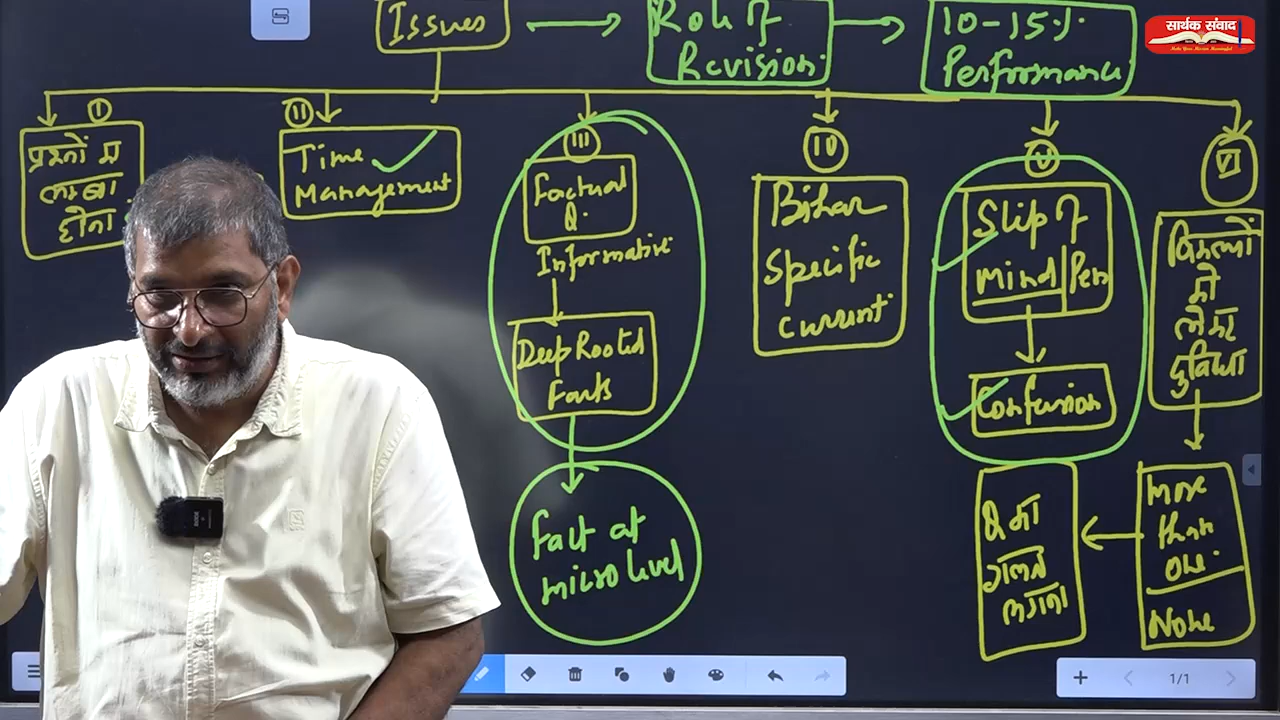 Issues
Role of
Revision
10-15%
Performance
सार्थक संवाद
I
प्रश्नों का
लम्बा
होना
II
Time
Management
III
Factual
Q.
Informative
Deep Rooted
Facts
Fact at
micro level
IV
Bihar
Specific
Current
V
Slip of
Mind/Pen
Confusion
VI
विकल्पों
को
लेकर
दुविधा
More
than
one
None
गलत
लगाना
1/1